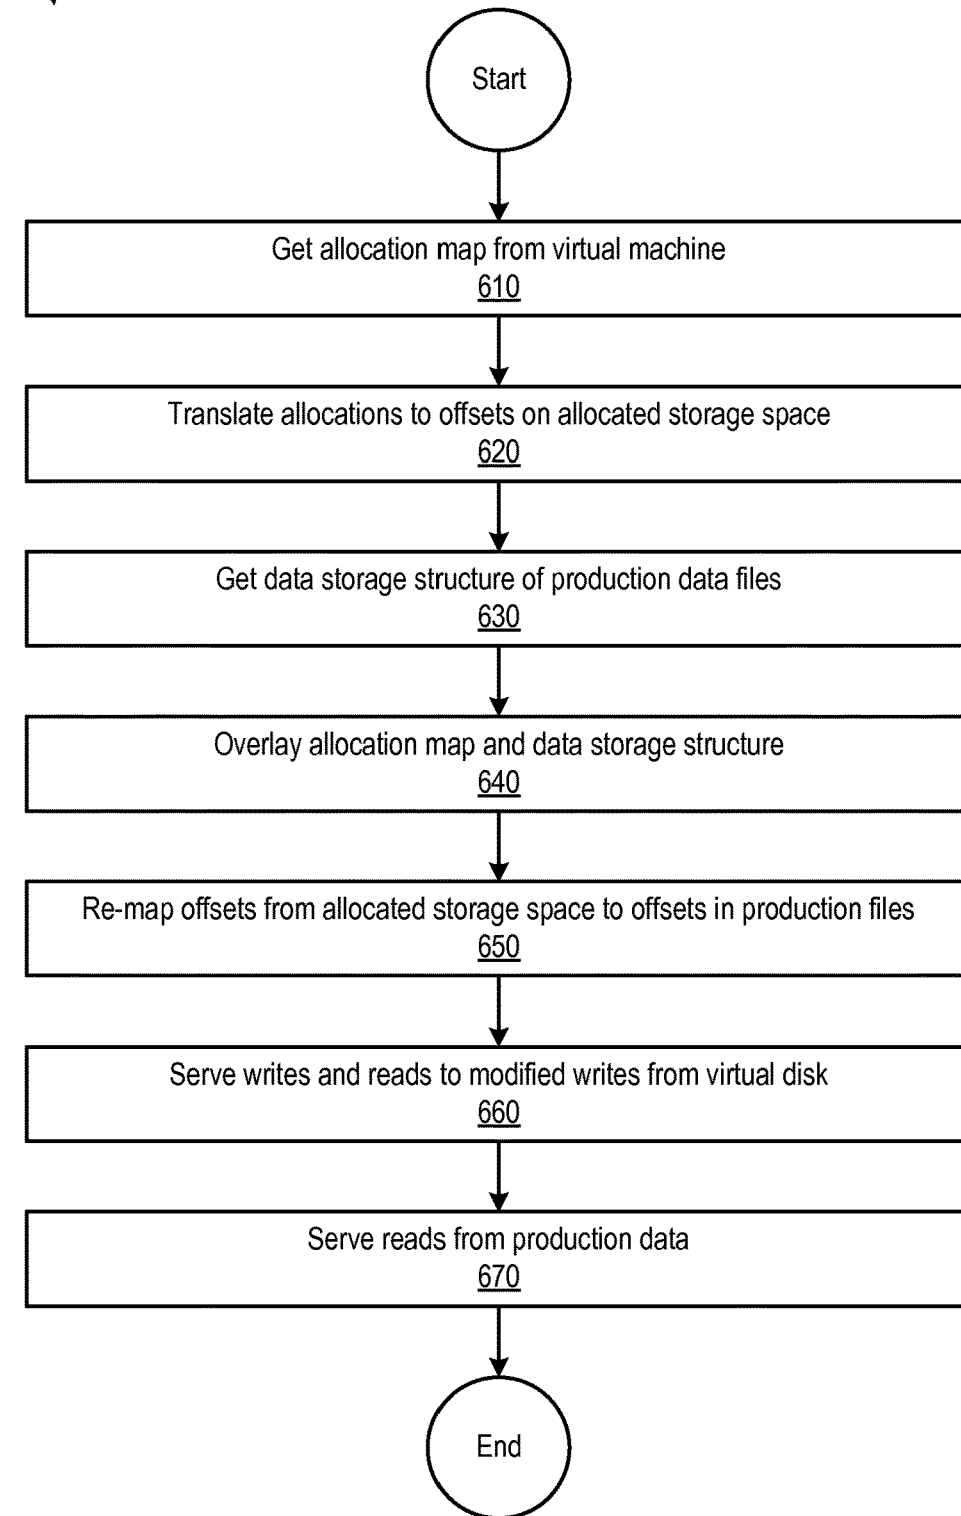 Start
Get allocation map from virtual machine
610
Translate allocations to offsets on allocated storage space
620
Get data storage structure of production data files
630
Overlay allocation map and data storage structure
640
Re-map offsets from allocated storage space to offsets in production files
650
Serve writes and reads to modified writes from virtual disk
660
Serve reads from production data
670
End